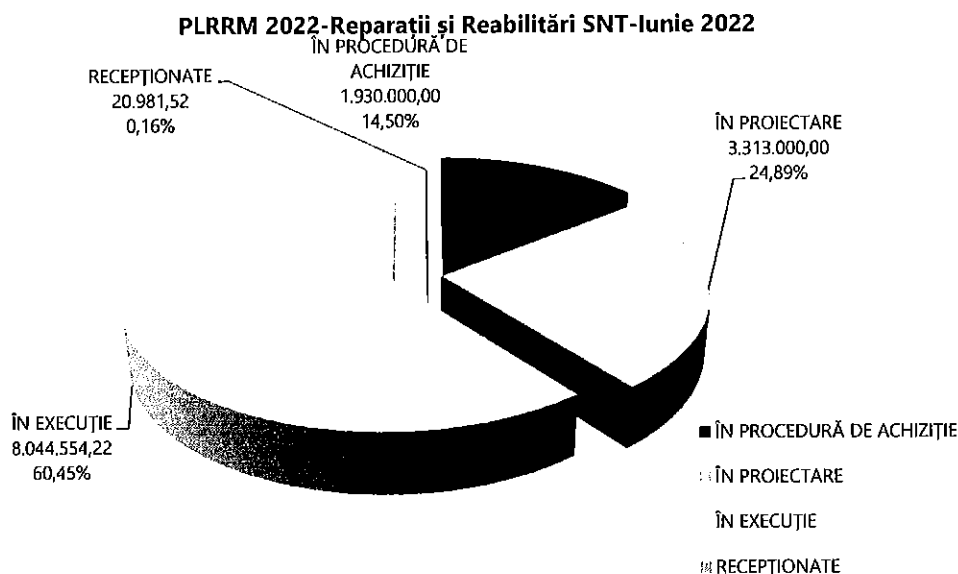 PLRRM 2022-Reparații și Reabilitări SNT-Iunie 2022
ÎN PROCEDURĂ DE
ACHIZIȚIE
1.930.000,00
14,50%
RECEPȚIONATE
20.981,52
0,16%
ÎN PROIECTARE
3.313.000,00
24,89%
ÎN EXECUȚIE
8.044.554,22
60,45%
ÎN PROCEDURĂ DE ACHIZIȚIE
ÎN PROIECTARE
ÎN EXECUȚIE
RECEPȚIONATE